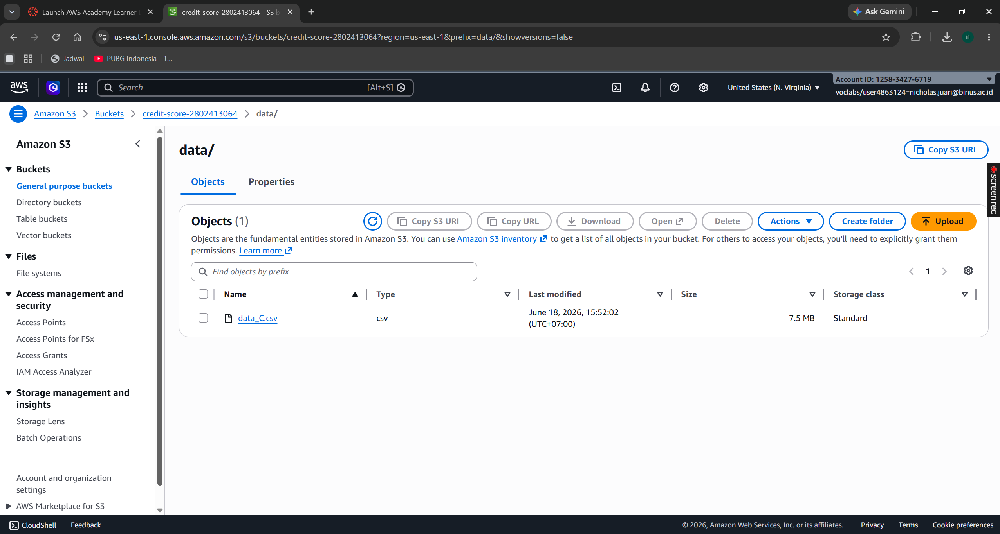 Launch AWS Academy Learner L
credit-score-2802413064 - S3 b
Ask Gemini
us-east-1.console.aws.amazon.com/s3/buckets/credit-score-2802413064?region=us-east-1&prefix=data/&showversions=false
n
Jadwal
PUBG Indonesia - 1...
aws
Search
[Alt+S]
United States (N. Virginia)
Account ID: 1258-3427-6719
voclabs/user4863124=nicholas.juari@binus.ac.id
Amazon S3
Buckets
credit-score-2802413064
data/
Amazon S3
Buckets
General purpose buckets
Directory buckets
Table buckets
Vector buckets
Files
File systems
Access management and
security
Access Points
Access Points for FSx
Access Grants
IAM Access Analyzer
Storage management and
insights
Storage Lens
Batch Operations
Account and organization
settings
AWS Marketplace for S3
data/
Copy S3 URI
screenrec
Objects
Properties
Objects (1)
Copy S3 URI
Copy URL
Download
Open
Delete
Actions
Create folder
Upload
Objects are the fundamental entities stored in Amazon S3. You can use Amazon S3 inventory to get a list of all objects in your bucket. For others to access your objects, you'll need to explicitly grant them
permissions. Learn more
Find objects by prefix
1
Name
Type
Last modified
Size
Storage class
data_C.csv
csv
June 18, 2026, 15:52:02
(UTC+07:00)
7.5 MB
Standard
CloudShell
Feedback
© 2026, Amazon Web Services, Inc. or its affiliates.
Privacy
Terms
Cookie preferences